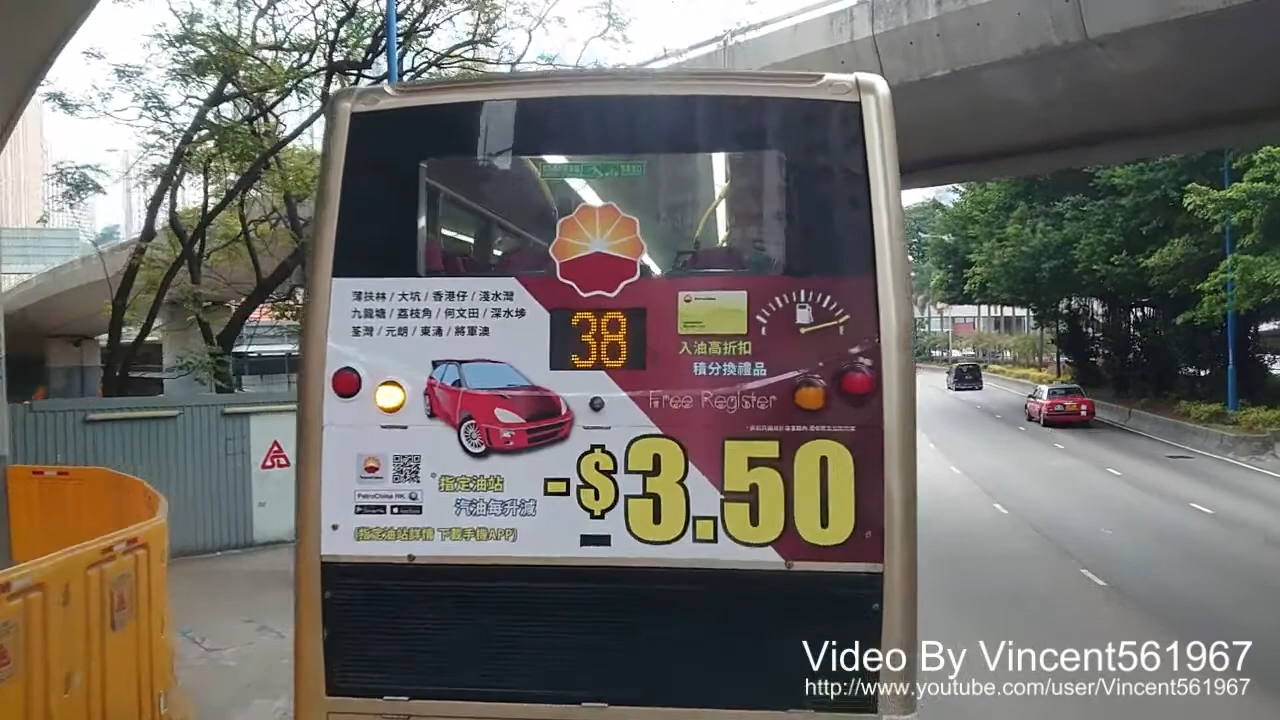 薄扶林 / 大坑 / 香港仔 / 淺水灣
九龍塘 / 荔枝角 / 何文田 / 深水埗
荃灣 / 元朗 / 東涌 / 將軍澳
38
入油高折扣
積分換禮品
Free Register
PetroChina HK
指定油站
汽油每升減
(指定油站詳情 下載手機APP)
-$3.50
Video By Vincent561967
http://www.youtube.com/user/Vincent561967